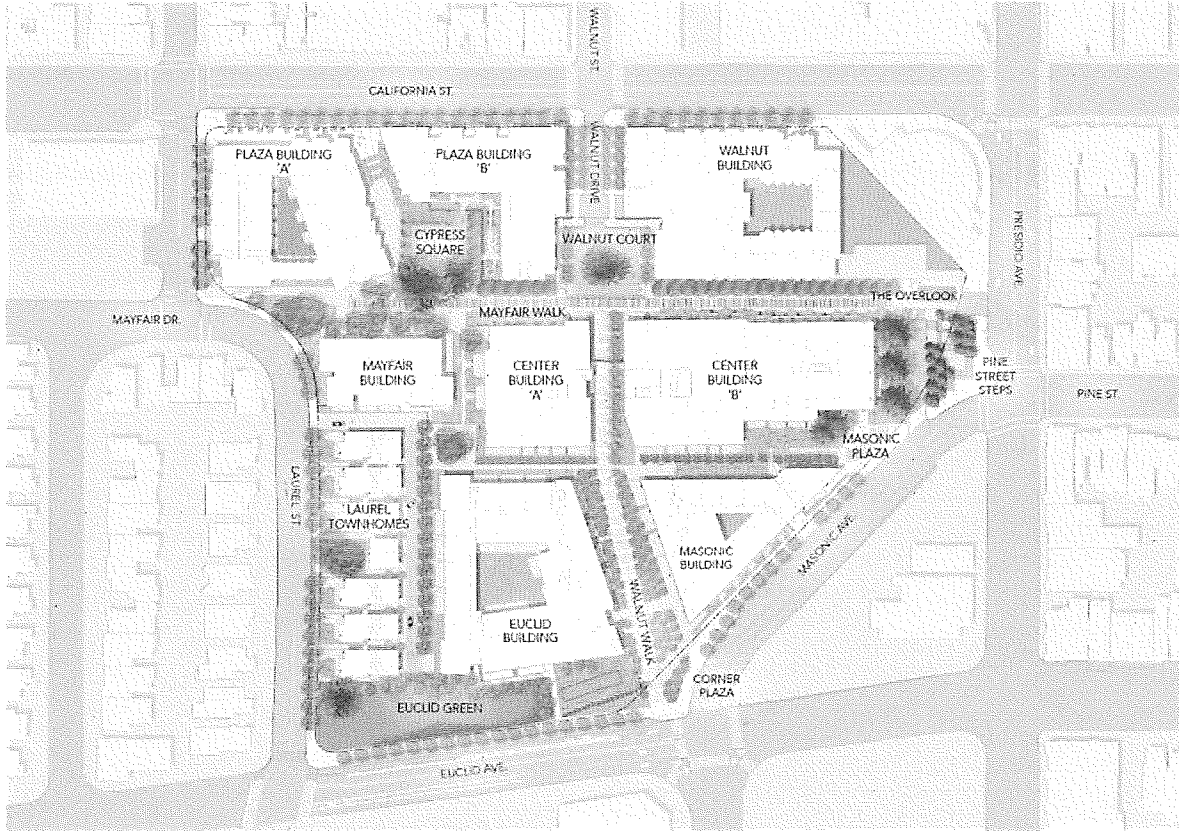 WALNUT ST.
CALIFORNIA ST.
PLAZA BUILDING
'A'
PLAZA BUILDING
'B'
WALNUT DRIVE
WALNUT
BUILDING
CYPRESS
SQUARE
WALNUT COURT
PRESIDIO AVE
THE OVERLOOK
MAYFAIR DR.
MAYFAIR WALK
MAYFAIR
BUILDING
CENTER
BUILDING
'A'
CENTER
BUILDING
'B'
PINE
STREET
STEPS
PINE ST.
MASONIC
PLAZA
LAUREL ST.
LAUREL
TOWNHOMES
MASONIC AVE
MASONIC
BUILDING
EUCLID
BUILDING
WALNUT WALK
CORNER
PLAZA
EUCLID GREEN
EUCLID AVE.